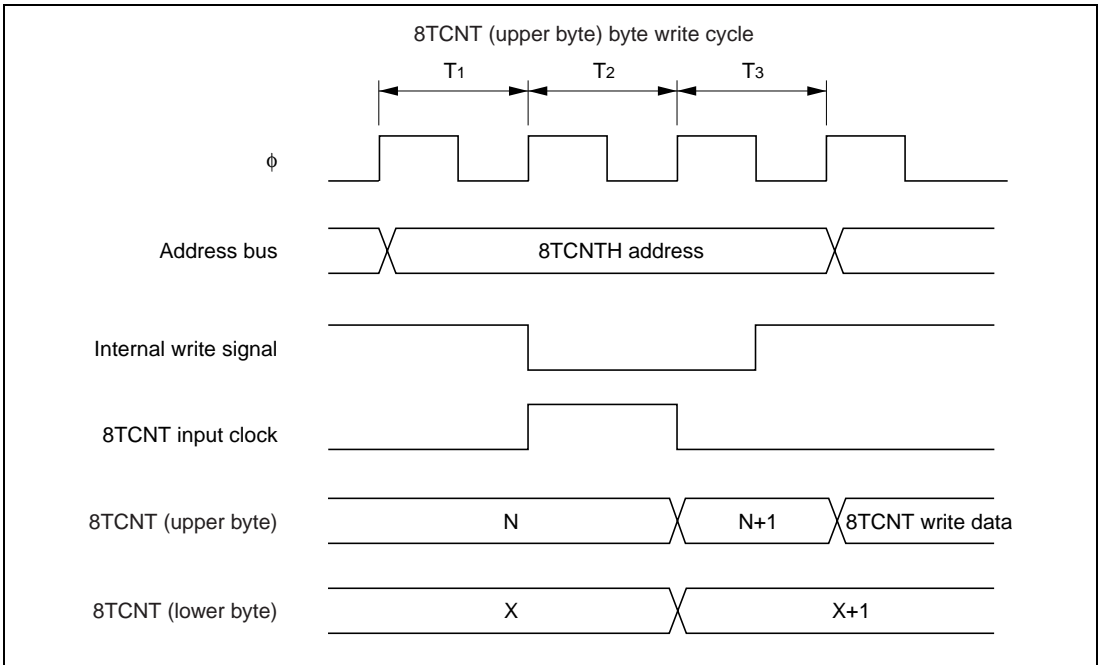 8TCNT (upper byte) byte write cycle
T1 T2 T3
φ
Address bus 8TCNTH address
Internal write signal
8TCNT input clock
8TCNT (upper byte) N N+1 8TCNT write data
8TCNT (lower byte) X X+1